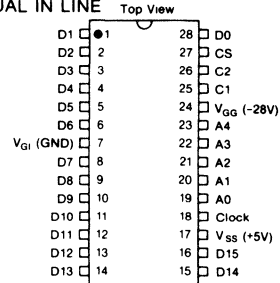 UAL IN LINE Top View
D1 1 28 D0
D2 2 27 CS
D3 3 26 C2
D4 4 25 C1
D5 5 24 VGG (-28V)
D6 6 23 A4
VGI (GND) 7 22 A3
D7 8 21 A2
D8 9 20 A1
D9 10 19 A0
D10 11 18 Clock
D11 12 17 VSS (+5V)
D12 13 16 D15
D13 14 15 D14